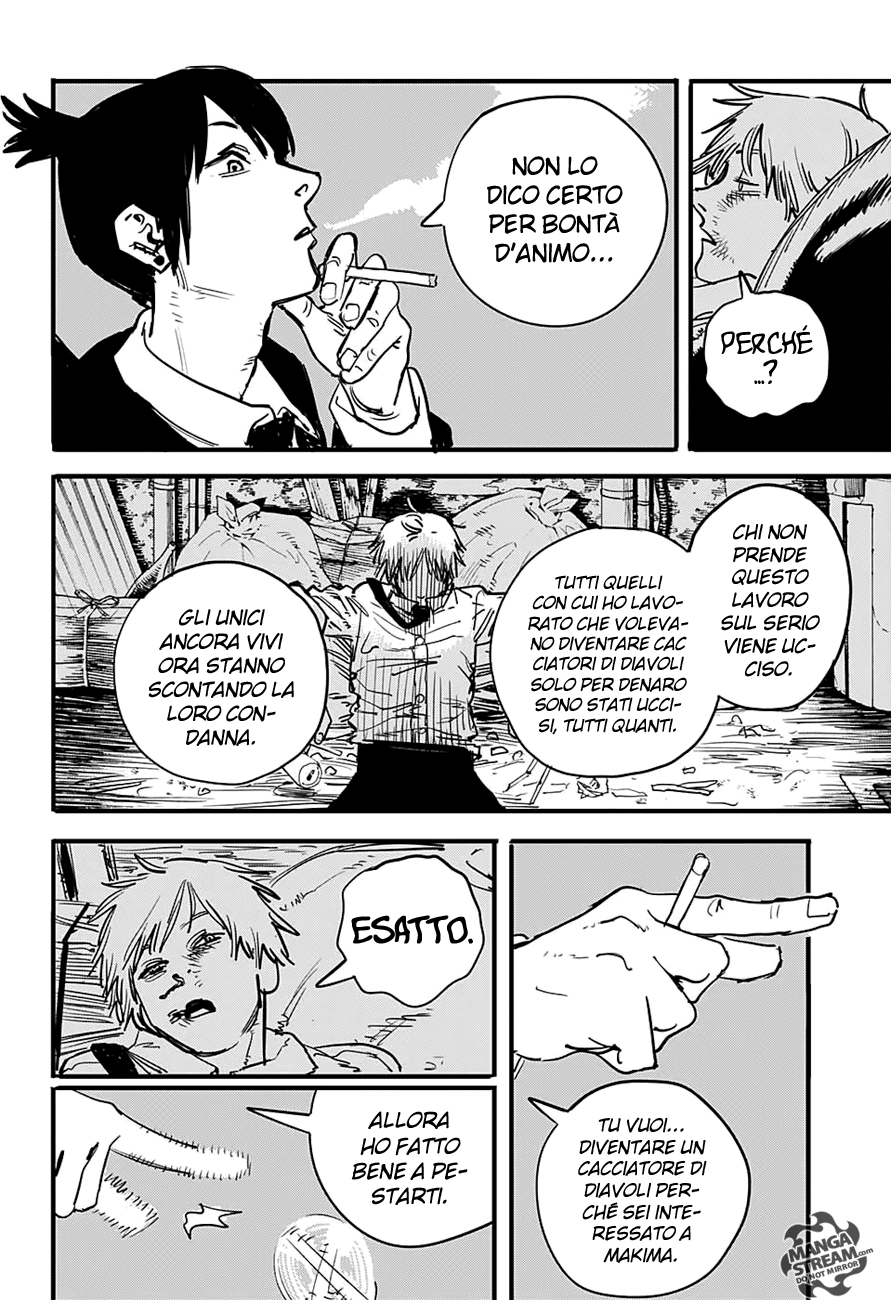 PERCHÉ
...?
NON LO
DICO CERTO
PER BONTÀ
D'ANIMO...
CHI NON
PRENDE
QUESTO
LAVORO
SUL SERIO
VIENE UC-
CISO.
TUTTI QUELLI
CON CUI HO LAVO-
RATO CHE VOLEVA-
NO DIVENTARE CAC
CIATORI DI DIAVOLI
SOLO PER DENARO
SONO STATI UCCI-
SI, TUTTI QUANTI.
GLI UNICI
ANCORA VIVI
ORA STANNO
SCONTANDO LA
LORO CON-
DANNA.
TU VUOI...
DIVENTARE UN
CACCIATORE DI
DIAVOLI PER-
CHÉ SEI INTE-
RESSATO A
MAKIMA.
ESATTO.
ALLORA
HO FATTO
BENE A PE-
STARTI.
MANGA
STREAM.COM
DO NOT MIRROR